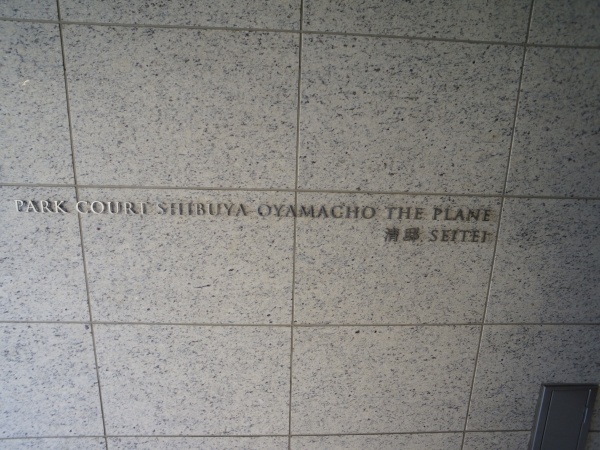 PARK COURT SHIBUYA OYAMACHO THE PLANE
清邸 SEITEI